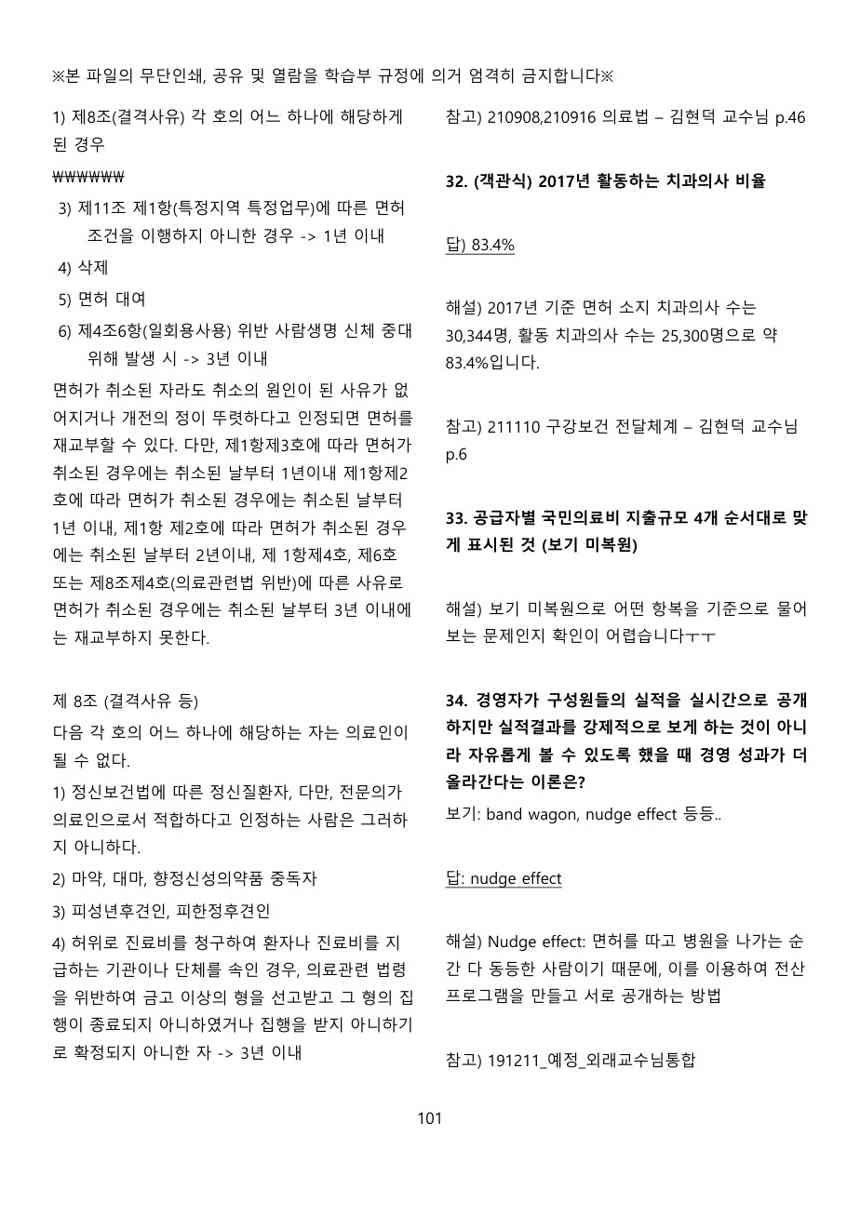 ※본 파일의 무단인쇄, 공유 및 열람을 학습부 규정에 의거 엄격히 금지합니다※
1) 제8조(결격사유) 각 호의 어느 하나에 해당하게
된 경우
₩₩₩₩₩₩
3) 제11조 제1항(특정지역 특정업무)에 따른 면허
조건을 이행하지 아니한 경우 -> 1년 이내
4) 삭제
5) 면허 대여
6) 제4조6항(일회용사용) 위반 사람생명 신체 중대
위해 발생 시 -> 3년 이내
면허가 취소된 자라도 취소의 원인이 된 사유가 없
어지거나 개전의 정이 뚜렷하다고 인정되면 면허를
재교부할 수 있다. 다만, 제1항제3호에 따라 면허가
취소된 경우에는 취소된 날부터 1년이내 제1항제2
호에 따라 면허가 취소된 경우에는 취소된 날부터
1년 이내, 제1항 제2호에 따라 면허가 취소된 경우
에는 취소된 날부터 2년이내, 제 1항제4호, 제6호
또는 제8조제4호(의료관련법 위반)에 따른 사유로
면허가 취소된 경우에는 취소된 날부터 3년 이내에
는 재교부하지 못한다.
제 8조 (결격사유 등)
다음 각 호의 어느 하나에 해당하는 자는 의료인이
될 수 없다.
1) 정신보건법에 따른 정신질환자, 다만, 전문의가
의료인으로서 적합하다고 인정하는 사람은 그러하
지 아니하다.
2) 마약, 대마, 향정신성의약품 중독자
3) 피성년후견인, 피한정후견인
4) 허위로 진료비를 청구하여 환자나 진료비를 지
급하는 기관이나 단체를 속인 경우, 의료관련 법령
을 위반하여 금고 이상의 형을 선고받고 그 형의 집
행이 종료되지 아니하였거나 집행을 받지 아니하기
로 확정되지 아니한 자 -> 3년 이내
참고) 210908,210916 의료법 – 김현덕 교수님 p.46
32. (객관식) 2017년 활동하는 치과의사 비율
답) 83.4%
해설) 2017년 기준 면허 소지 치과의사 수는
30,344명, 활동 치과의사 수는 25,300명으로 약
83.4%입니다.
참고) 211110 구강보건 전달체계 – 김현덕 교수님
p.6
33. 공급자별 국민의료비 지출규모 4개 순서대로 맞
게 표시된 것 (보기 미복원)
해설) 보기 미복원으로 어떤 항복을 기준으로 물어
보는 문제인지 확인이 어렵습니다ㅜㅜ
34. 경영자가 구성원들의 실적을 실시간으로 공개
하지만 실적결과를 강제적으로 보게 하는 것이 아니
라 자유롭게 볼 수 있도록 했을 때 경영 성과가 더
올라간다는 이론은?
보기: band wagon, nudge effect 등등..
답: nudge effect
해설) Nudge effect: 면허를 따고 병원을 나가는 순
간 다 동등한 사람이기 때문에, 이를 이용하여 전산
프로그램을 만들고 서로 공개하는 방법
참고) 191211_예정_외래교수님통합
101